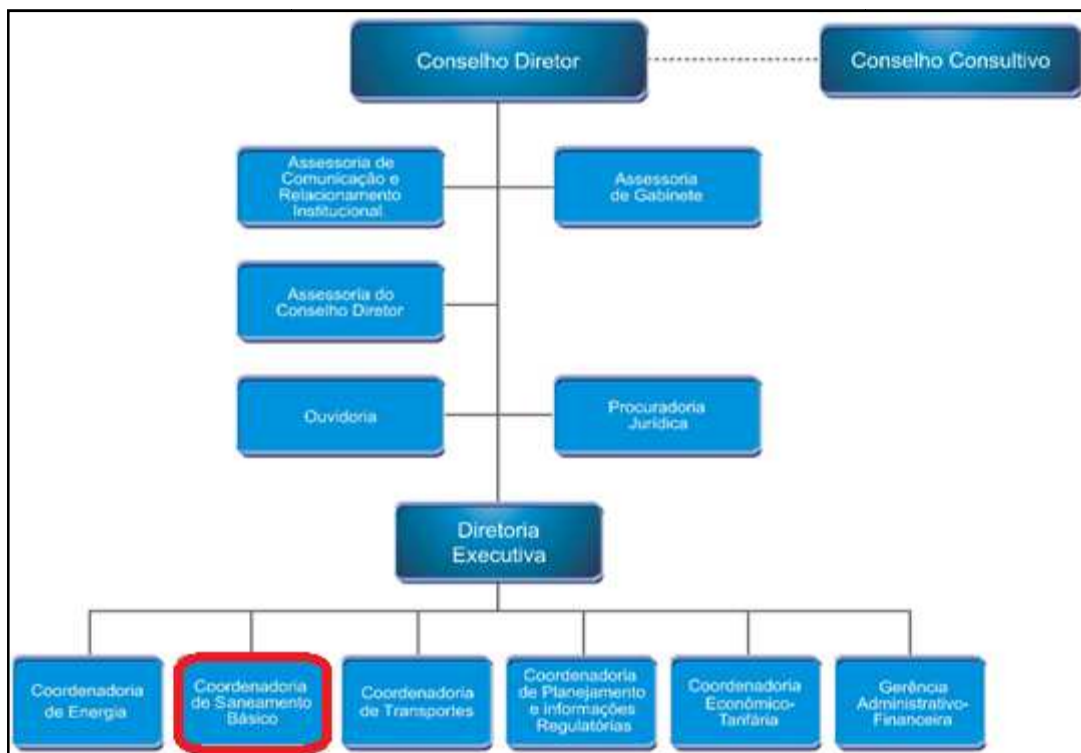 Conselho Diretor
Conselho Consultivo
Assessoria de
Comunicação e
Relacionamento
Institucional
Assessoria
de Gabinete
Assessoria do
Conselho Diretor
Ouvidoria
Procuradoria
Jurídica
Diretoria
Executiva
Coordenadoria
de Energia
Coordenadoria
de Saneamento
Básico
Coordenadoria
de Transportes
Coordenadoria
de Planejamento
e informações
Regulatórias
Coordenadoria
Econômico-
Tarifária
Gerência
Administrativo-
Financeira